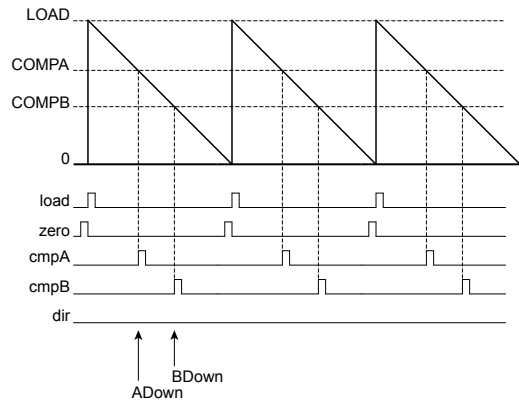 LOAD
COMPA
COMPB
0
load
zero
cmpA
cmpB
dir
BDown
ADown